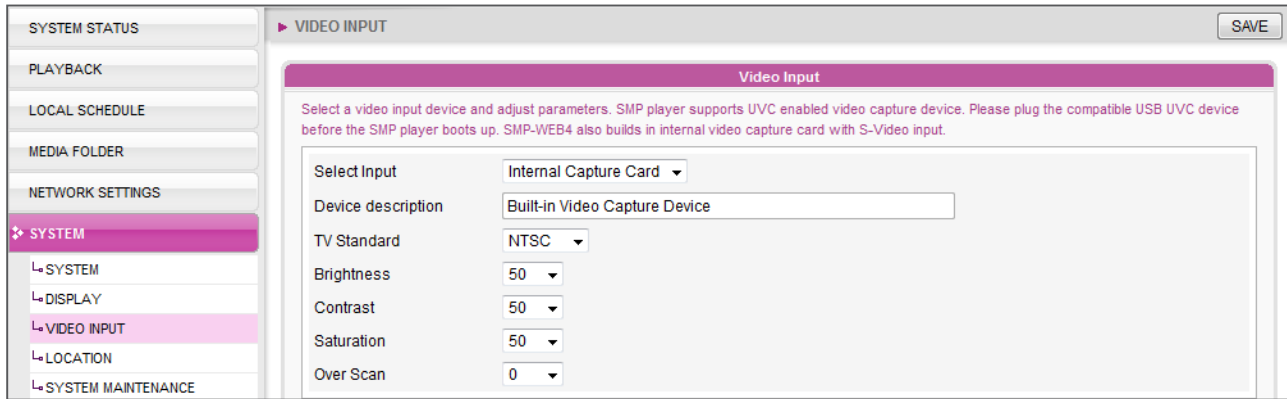 SYSTEM STATUS
PLAYBACK
LOCAL SCHEDULE
MEDIA FOLDER
NETWORK SETTINGS
SYSTEM
SYSTEM
DISPLAY
VIDEO INPUT
LOCATION
SYSTEM MAINTENANCE
VIDEO INPUT
SAVE
Video Input
Select a video input device and adjust parameters. SMP player supports UVC enabled video capture device. Please plug the compatible USB UVC device
before the SMP player boots up. SMP-WEB4 also builds in internal video capture card with S-Video input.
Select Input Internal Capture Card
Device description Built-in Video Capture Device
TV Standard NTSC
Brightness 50
Contrast 50
Saturation 50
Over Scan 0